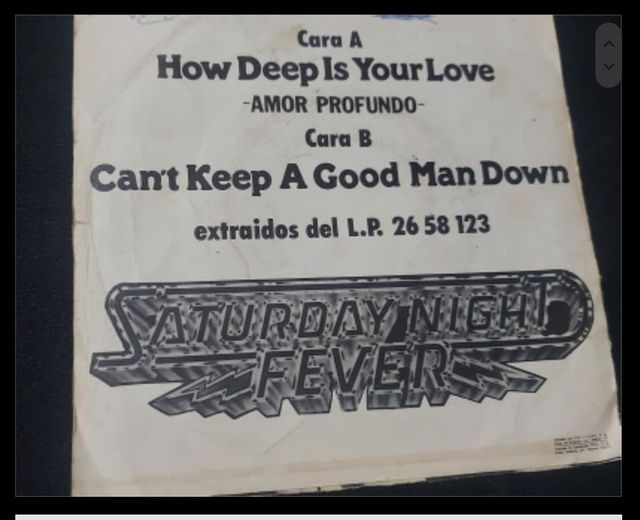 Cara A
How Deep Is Your Love
-AMOR PROFUNDO-
Cara B
Can't Keep A Good Man Down
extraidos del L.P. 26 58 123
SATURDAY NIGHT
FEVER